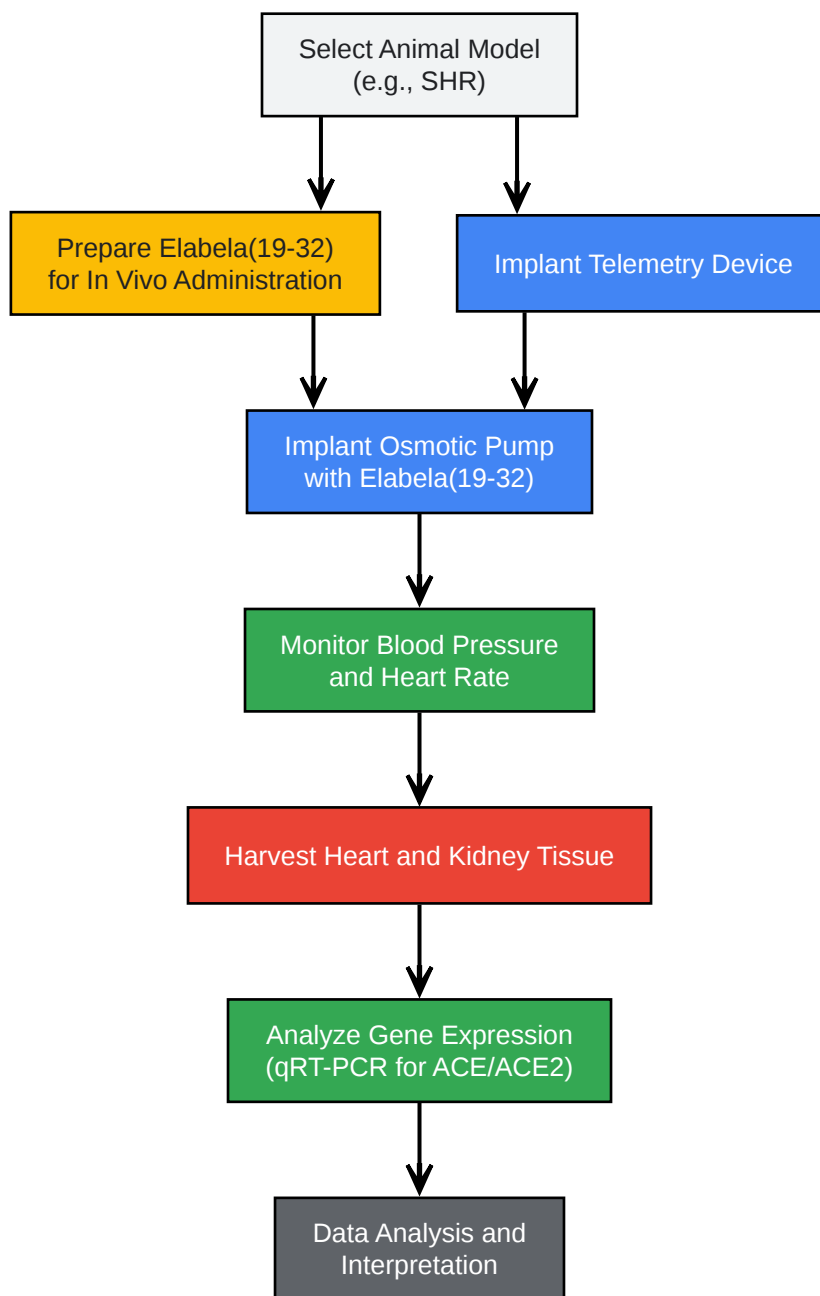 Select Animal Model
(e.g., SHR)
Prepare Elabela(19-32)
for In Vivo Administration
Implant Telemetry Device
Implant Osmotic Pump
with Elabela(19-32)
Monitor Blood Pressure
and Heart Rate
Harvest Heart and Kidney Tissue
Analyze Gene Expression
(qRT-PCR for ACE/ACE2)
Data Analysis and
Interpretation